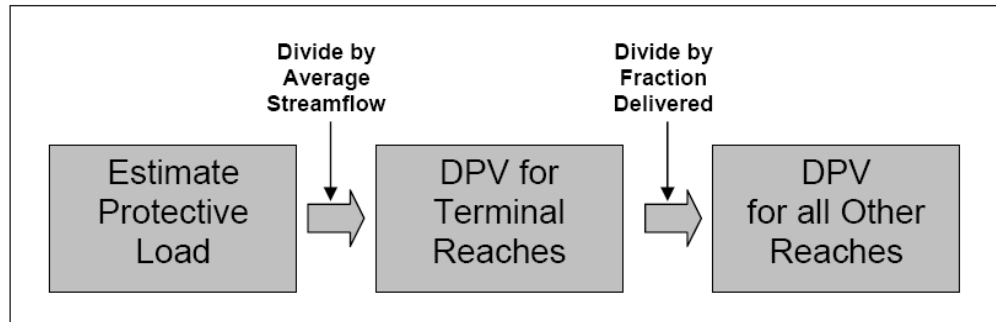 Divide by
Average
Streamflow
Divide by
Fraction
Delivered
Estimate
Protective
Load
DPV for
Terminal
Reaches
DPV
for all Other
Reaches